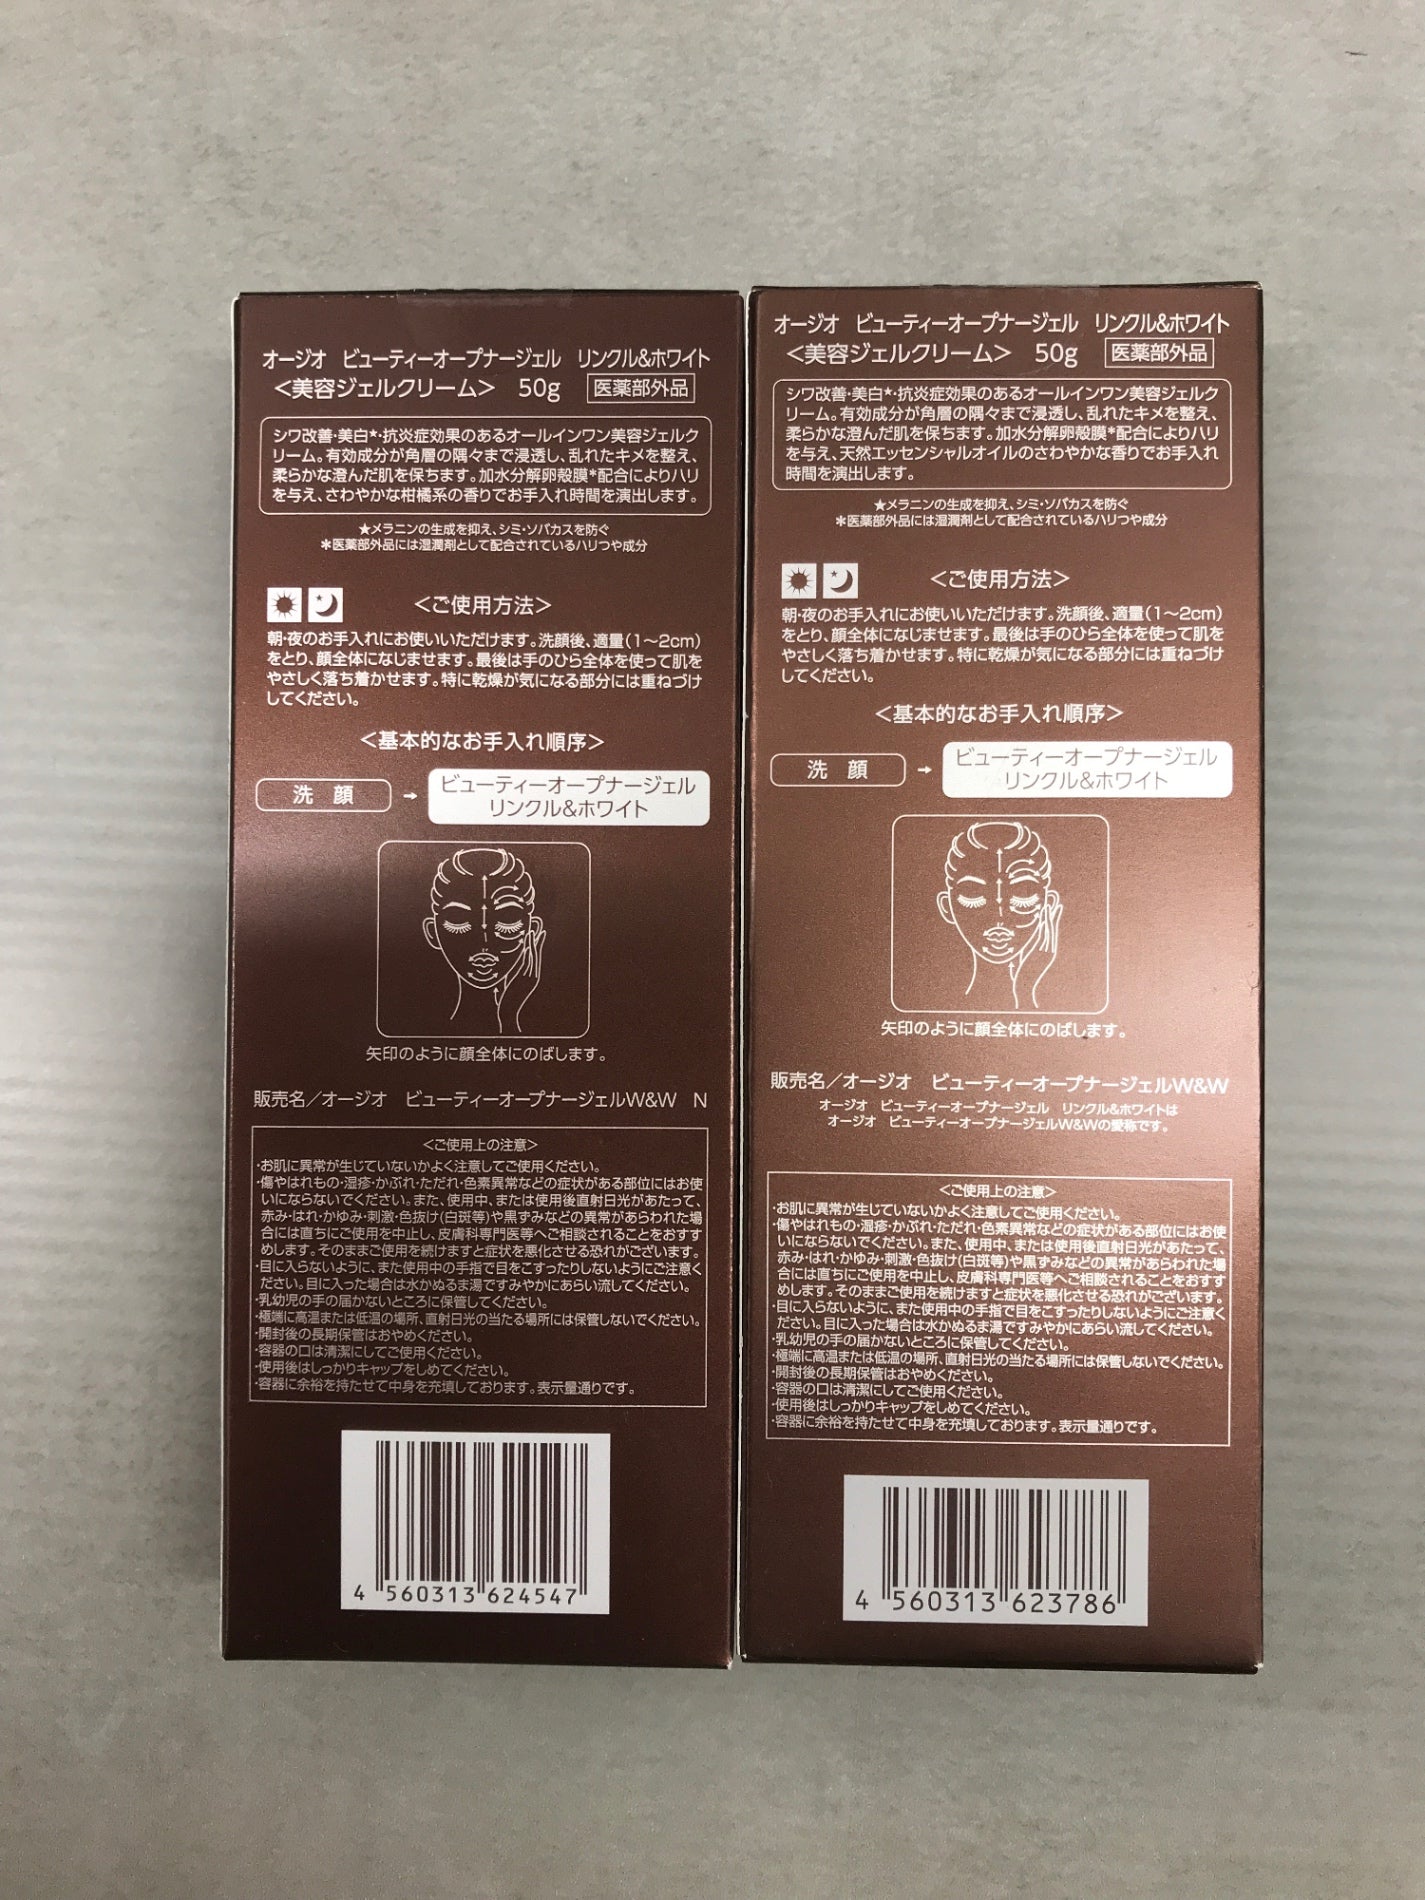 オージオ ビューティーオープナージェル リンクル&ホワイト
<美容ジェルクリーム> 50g 医薬部外品
シワ改善・美白★・抗炎症効果のあるオールインワン美容ジェルク
リーム。有効成分が角層の隅々まで浸透し、乱れたキメを整え、
柔らかな澄んだ肌を保ちます。加水分解卵殻膜*配合によりハリ
を与え、さわやかな柑橘系の香りでお手入れ時間を演出します。
★メラニンの生成を抑え、シミ・ソバカスを防ぐ
*医薬部外品には湿潤剤として配合されているハリつや成分
<ご使用方法>
朝・夜のお手入れにお使いいただけます。洗顔後、適量(1〜2cm)
をとり、顔全体になじませます。最後は手のひら全体を使って肌を
やさしく落ち着かせます。特に乾燥が気になる部分には重ねづけ
してください。
<基本的なお手入れ順序>
洗 顔 → ビューティーオープナージェル
リンクル&ホワイト
矢印のように顔全体にのばします。
販売名/オージオ ビューティーオープナージェルW&W N
<ご使用上の注意>
・お肌に異常が生じていないかよく注意してご使用ください。
・傷やはれもの・湿疹・かぶれ・ただれ・色素異常などの症状がある部位にはお使
いにならないでください。また、使用中、または使用後直射日光があたって、
赤み・はれ・かゆみ・刺激・色抜け(白斑等)や黒ずみなどの異常があらわれた場
合には直ちにご使用を中止し、皮膚科専門医等へご相談されることをおすす
めします。そのままご使用を続けますと症状を悪化させる恐れがございます。
・目に入らないように、また使用中の手指で目をこすったりしないようにご注意く
ださい。目に入った場合は水かぬるま湯ですみやかにあらい流してください。
・乳幼児の手の届かないところに保管してください。
・極端に高温または低温の場所、直射日光の当たる場所には保管しないでください。
・開封後の長期保管はおやめください。
・容器の口は清潔にしてご使用ください。
・使用後はしっかりキャップをしめてください。
・容器に余裕を持たせて中身を充填しております。表示量通りです。
4 560313 624547
オージオ ビューティーオープナージェル リンクル&ホワイト
<美容ジェルクリーム> 50g 医薬部外品
シワ改善・美白★・抗炎症効果のあるオールインワン美容ジェルク
リーム。有効成分が角層の隅々まで浸透し、乱れたキメを整え、
柔らかな澄んだ肌を保ちます。加水分解卵殻膜*配合によりハリ
を与え、天然エッセンシャルオイルのさわやかな香りでお手入れ
時間を演出します。
★メラニンの生成を抑え、シミ・ソバカスを防ぐ
*医薬部外品には湿潤剤として配合されているハリつや成分
<ご使用方法>
朝・夜のお手入れにお使いいただけます。洗顔後、適量(1〜2cm)
をとり、顔全体になじませます。最後は手のひら全体を使って肌を
やさしく落ち着かせます。特に乾燥が気になる部分には重ねづけ
してください。
<基本的なお手入れ順序>
洗 顔 → ビューティーオープナージェル
リンクル&ホワイト
矢印のように顔全体にのばします。
販売名/オージオ ビューティーオープナージェルW&W
オージオ ビューティーオープナージェル リンクル&ホワイトは
オージオ ビューティーオープナージェルW&Wの愛称です。
<ご使用上の注意>
・お肌に異常が生じていないかよく注意してご使用ください。
・傷やはれもの・湿疹・かぶれ・ただれ・色素異常などの症状がある部位にはお使
いにならないでください。また、使用中、または使用後直射日光があたって、
赤み・はれ・かゆみ・刺激・色抜け(白斑等)や黒ずみなどの異常があらわれた場
合には直ちにご使用を中止し、皮膚科専門医等へご相談されることをおすす
めします。そのままご使用を続けますと症状を悪化させる恐れがございます。
・目に入らないように、また使用中の手指で目をこすったりしないようにご注意く
ださい。目に入った場合は水かぬるま湯ですみやかにあらい流してください。
・乳幼児の手の届かないところに保管してください。
・極端に高温または低温の場所、直射日光の当たる場所には保管しないでください。
・開封後の長期保管はおやめください。
・容器の口は清潔にしてご使用ください。
・使用後はしっかりキャップをしめてください。
・容器に余裕を持たせて中身を充填しております。表示量通りです。
4 560313 623786